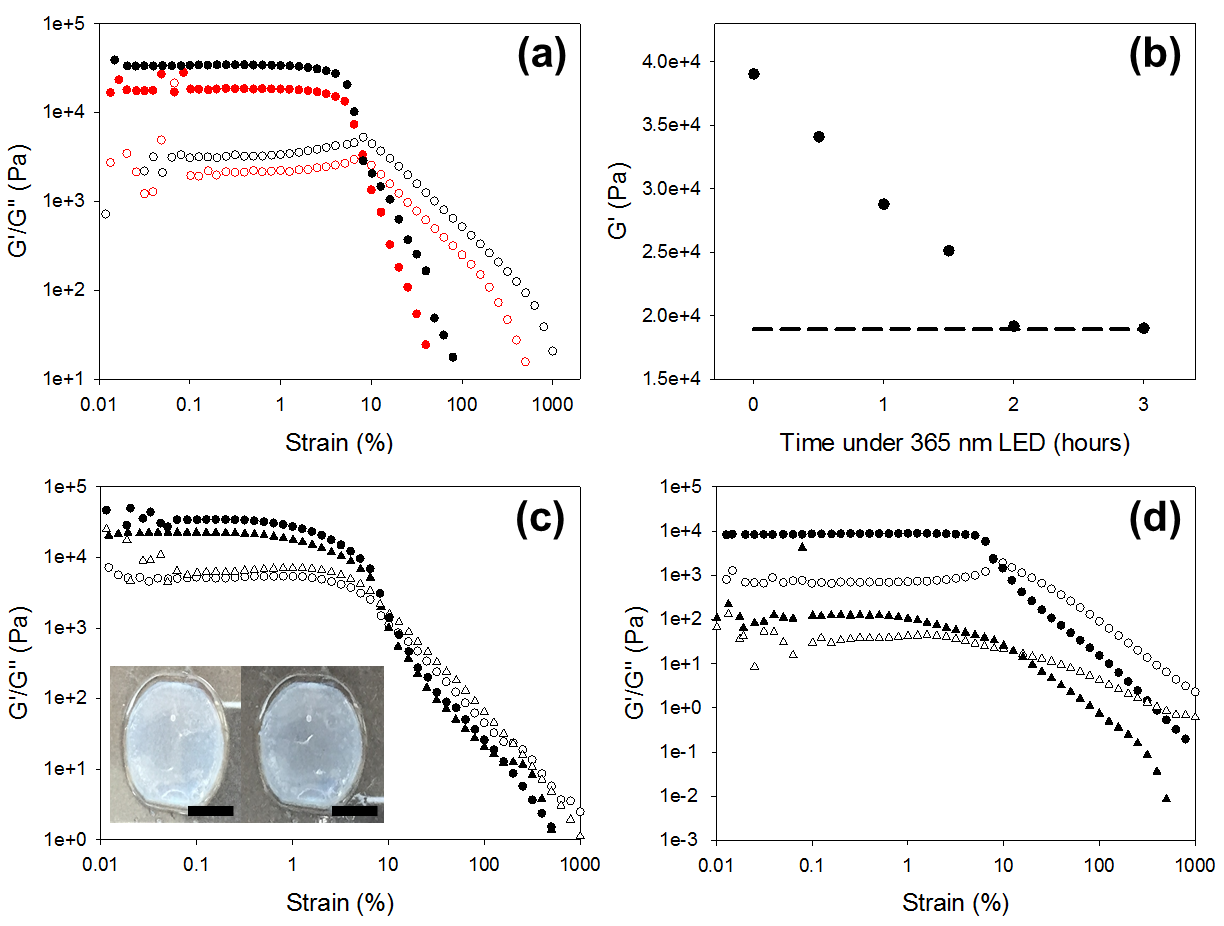 (a)
G'/G'' (Pa)
1e+5
1e+4
1e+3
1e+2
1e+1
0.01 0.1 1 10 100 1000
Strain (%)
(b)
G' (Pa)
4.0e+4
3.5e+4
3.0e+4
2.5e+4
2.0e+4
1.5e+4
0 1 2 3
Time under 365 nm LED (hours)
(c)
G'/G'' (Pa)
1e+5
1e+4
1e+3
1e+2
1e+1
1e+0
0.01 0.1 1 10 100 1000
Strain (%)
(d)
G'/G'' (Pa)
1e+5
1e+4
1e+3
1e+2
1e+1
1e+0
1e-1
1e-2
1e-3
0.01 0.1 1 10 100 1000
Strain (%)